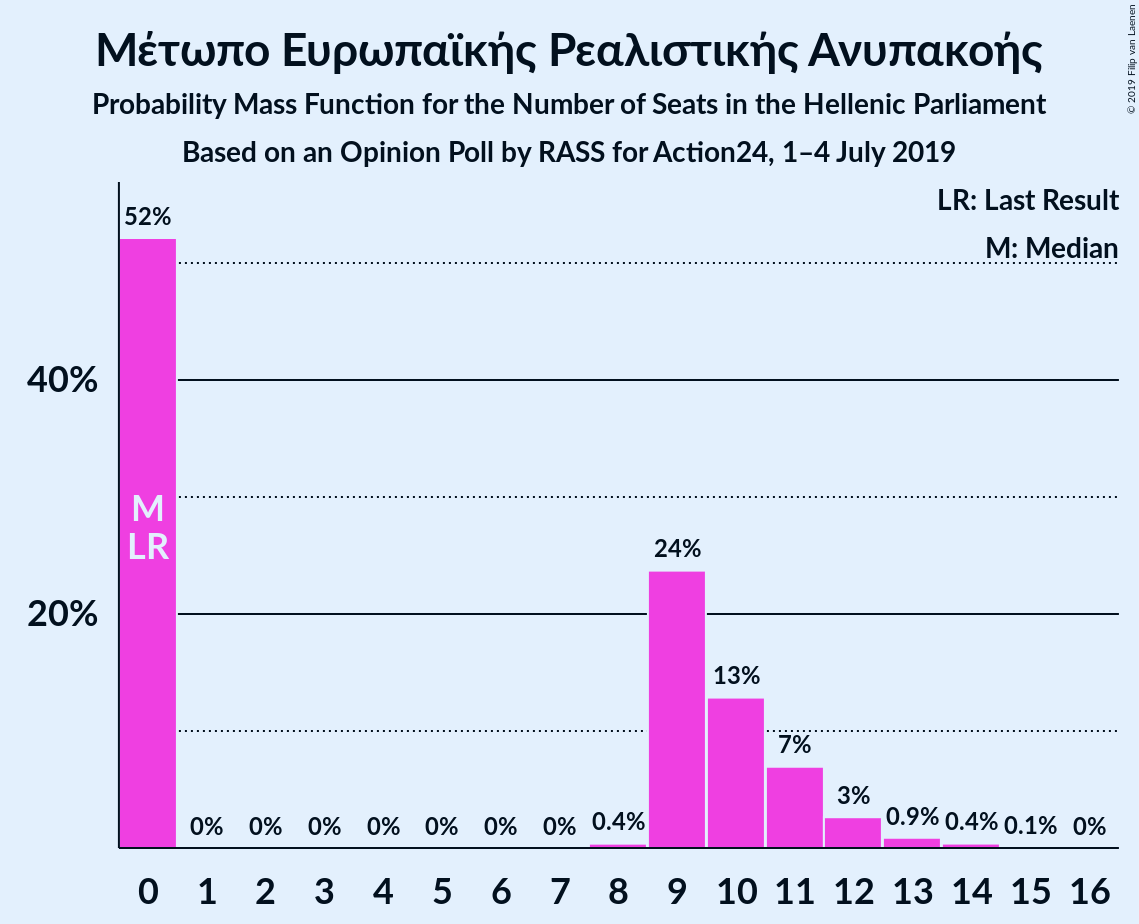 Μέτωπο Ευρωπαϊκής Ρεαλιστικής Ανυπακοής
Probability Mass Function for the Number of Seats in the Hellenic Parliament
Based on an Opinion Poll by RASS for Action24, 1–4 July 2019
© 2019 Filip van Laenen
LR: Last Result
M: Median
52%
40%
M
LR
24%
20%
13%
7%
3%
0% 0% 0% 0% 0% 0% 0% 0.4% 0.9% 0.4% 0.1% 0%
0 1 2 3 4 5 6 7 8 9 10 11 12 13 14 15 16